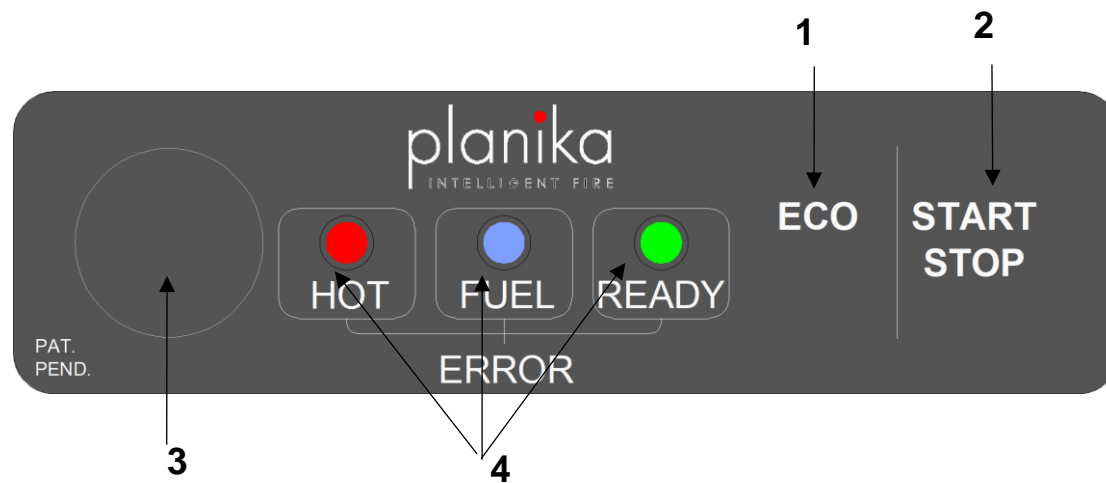 1
2
planika
INTELLIGENT FIRE
ECO
START
STOP
HOT
FUEL
READY
PAT.
PEND.
ERROR
3
4